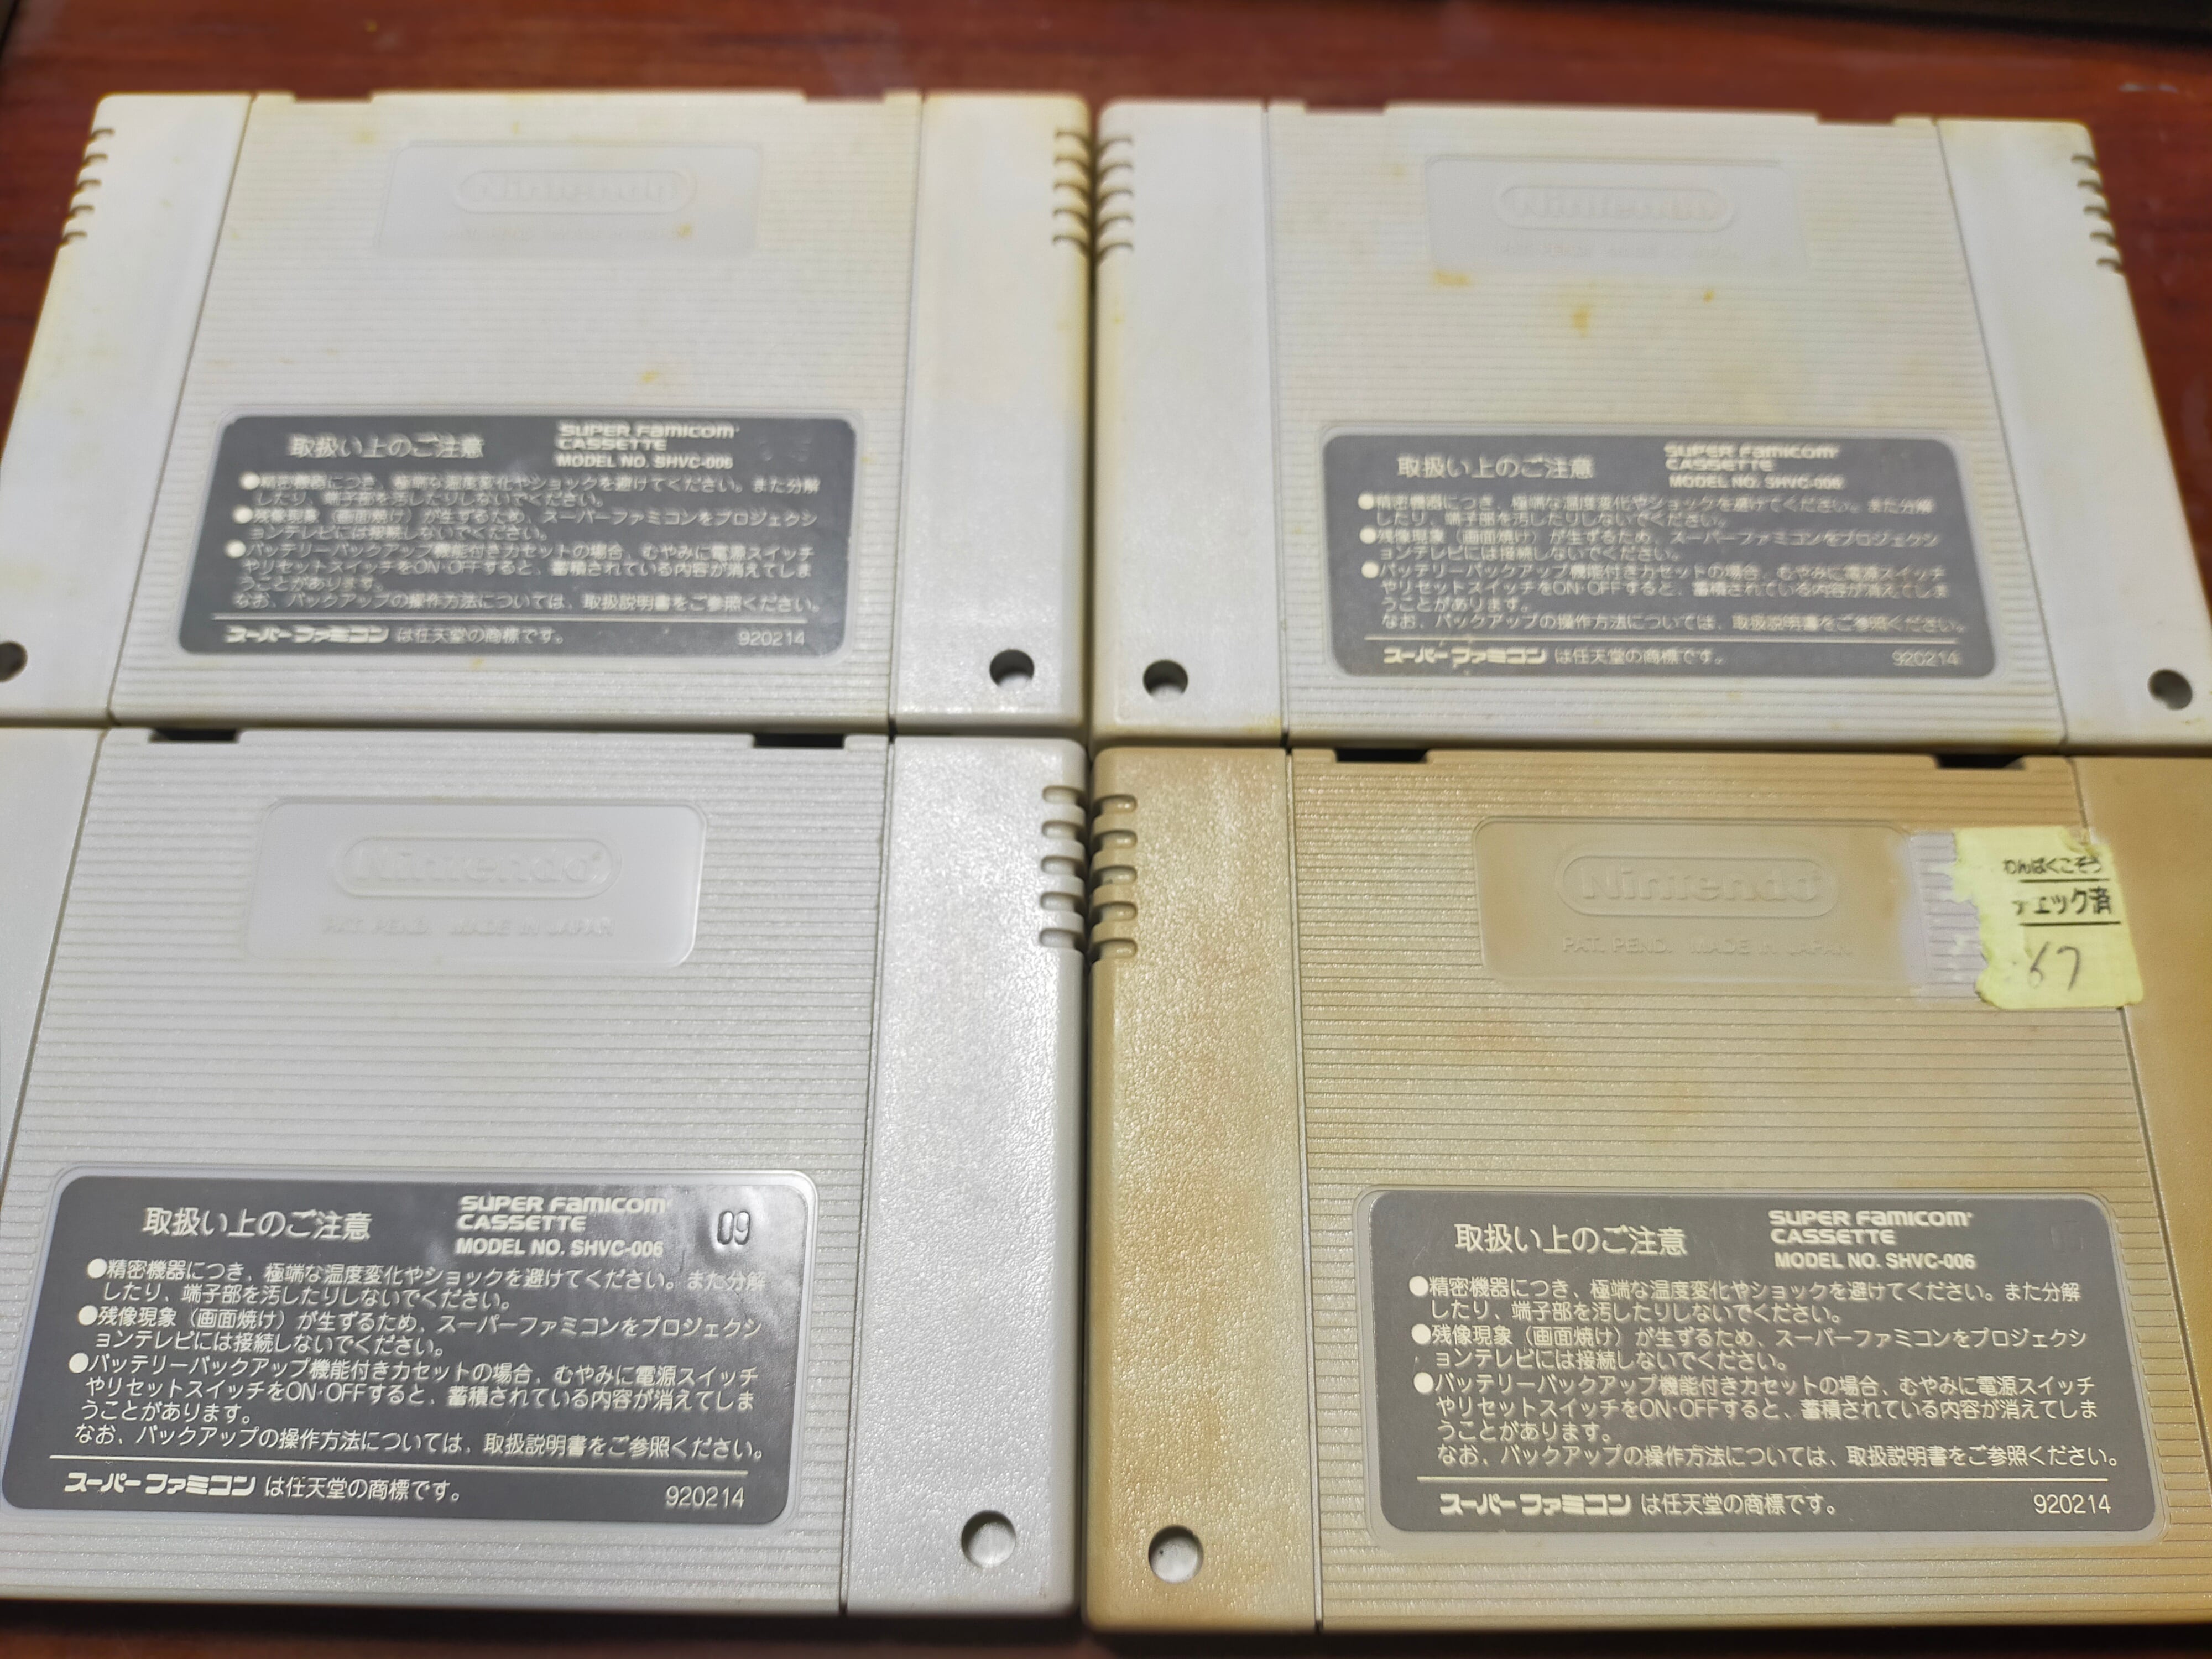 Nintendo
取扱い上のご注意
SUPER FAMICOM
CASSETTE
MODEL NO. SHVC-006
●精密機器につき、極端な温度変化やショックを避けてください。また分解
したり、端子部を汚したりしないでください。
●残像現象（画面焼け）が生ずるため、スーパーファミコンをプロジェクシ
ョンテレビには接続しないでください。
●バッテリーバックアップ機能付きカセットの場合、むやみに電源スイッチ
やリセットスイッチをON・OFFすると、蓄積されている内容が消えてしま
うことがあります。
なお、バックアップの操作方法については、取扱説明書をご参照ください。
スーパーファミコン は任天堂の商標です。 920214
Nintendo
取扱い上のご注意
SUPER FAMICOM
CASSETTE
MODEL NO. SHVC-006
●精密機器につき、極端な温度変化やショックを避けてください。また分解
したり、端子部を汚したりしないでください。
●残像現象（画面焼け）が生ずるため、スーパーファミコンをプロジェクシ
ョンテレビには接続しないでください。
●バッテリーバックアップ機能付きカセットの場合、むやみに電源スイッチ
やリセットスイッチをON・OFFすると、蓄積されている内容が消えてしま
うことがあります。
なお、バックアップの操作方法については、取扱説明書をご参照ください。
スーパーファミコン は任天堂の商標です。 920214
Nintendo
PAT. PEND. MADE IN JAPAN
取扱い上のご注意
SUPER FAMICOM
CASSETTE
MODEL NO. SHVC-006
09
●精密機器につき、極端な温度変化やショックを避けてください。また分解
したり、端子部を汚したりしないでください。
●残像現象（画面焼け）が生ずるため、スーパーファミコンをプロジェクシ
ョンテレビには接続しないでください。
●バッテリーバックアップ機能付きカセットの場合、むやみに電源スイッチ
やリセットスイッチをON・OFFすると、蓄積されている内容が消えてしま
うことがあります。
なお、バックアップの操作方法については、取扱説明書をご参照ください。
スーパーファミコン は任天堂の商標です。 920214
Nintendo
PAT. PEND. MADE IN JAPAN
わんぱくこぞう
チェック済
67
取扱い上のご注意
SUPER FAMICOM
CASSETTE
MODEL NO. SHVC-006
●精密機器につき、極端な温度変化やショックを避けてください。また分解
したり、端子部を汚したりしないでください。
●残像現象（画面焼け）が生ずるため、スーパーファミコンをプロジェクシ
ョンテレビには接続しないでください。
●バッテリーバックアップ機能付きカセットの場合、むやみに電源スイッチ
やリセットスイッチをON・OFFすると、蓄積されている内容が消えてしま
うことがあります。
なお、バックアップの操作方法については、取扱説明書をご参照ください。
スーパーファミコン は任天堂の商標です。 920214